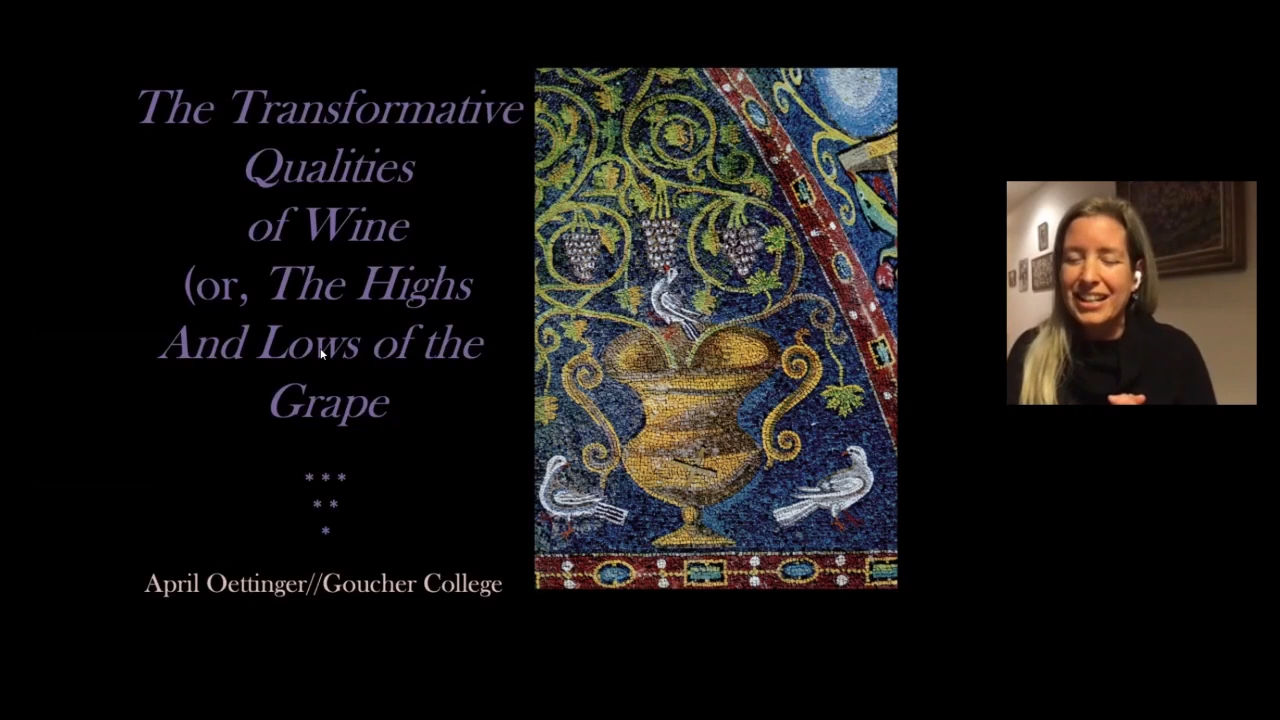 The Transformative
Qualities
of Wine
(or, The Highs
And Lows of the
Grape
* * *
* *
*
April Oettinger//Goucher College